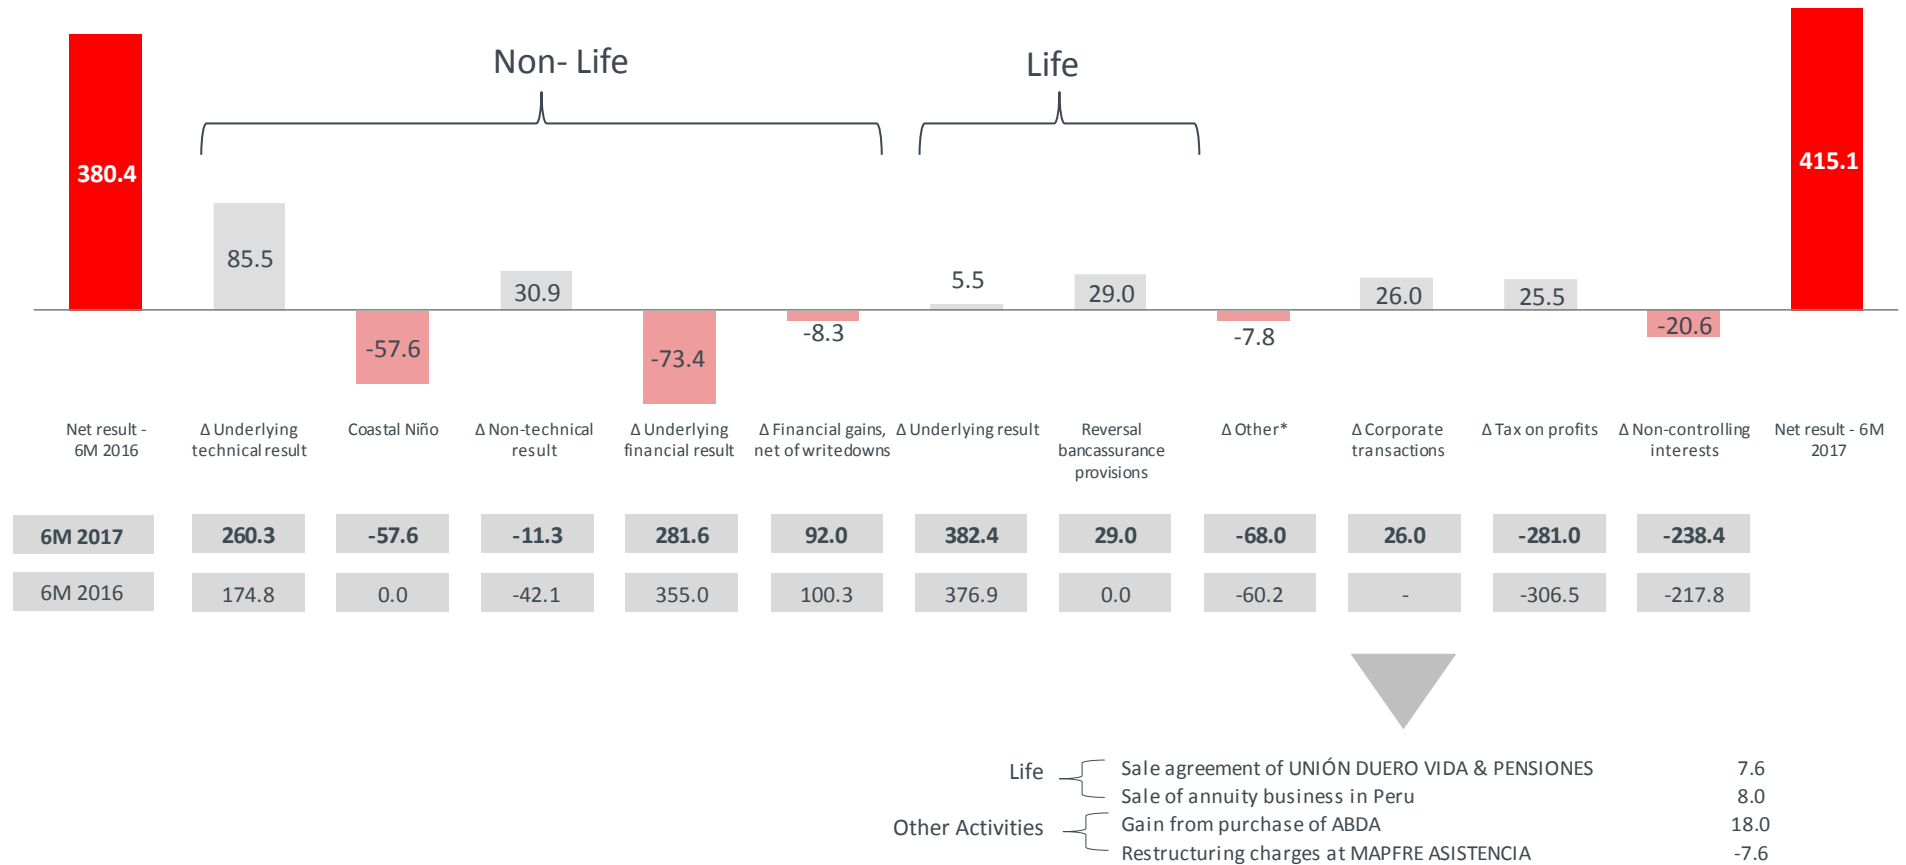 Non- Life
Life
380.4
85.5
-57.6
30.9
-73.4
-8.3
5.5
29.0
-7.8
26.0
25.5
-20.6
415.1
Net result -
6M 2016
Δ Underlying
technical result
Coastal Niño
Δ Non-technical
result
Δ Underlying
financial result
Δ Financial gains,
net of writedowns
Δ Underlying result
Reversal
bancassurance
provisions
Δ Other*
Δ Corporate
transactions
Δ Tax on profits
Δ Non-controlling
interests
Net result - 6M
2017
6M 2017 260.3 -57.6 -11.3 281.6 92.0 382.4 29.0 -68.0 26.0 -281.0 -238.4
6M 2016 174.8 0.0 -42.1 355.0 100.3 376.9 0.0 -60.2 - -306.5 -217.8
Life
Sale agreement of UNIÓN DUERO VIDA & PENSIONES 7.6
Sale of annuity business in Peru 8.0
Other Activities
Gain from purchase of ABDA 18.0
Restructuring charges at MAPFRE ASISTENCIA -7.6